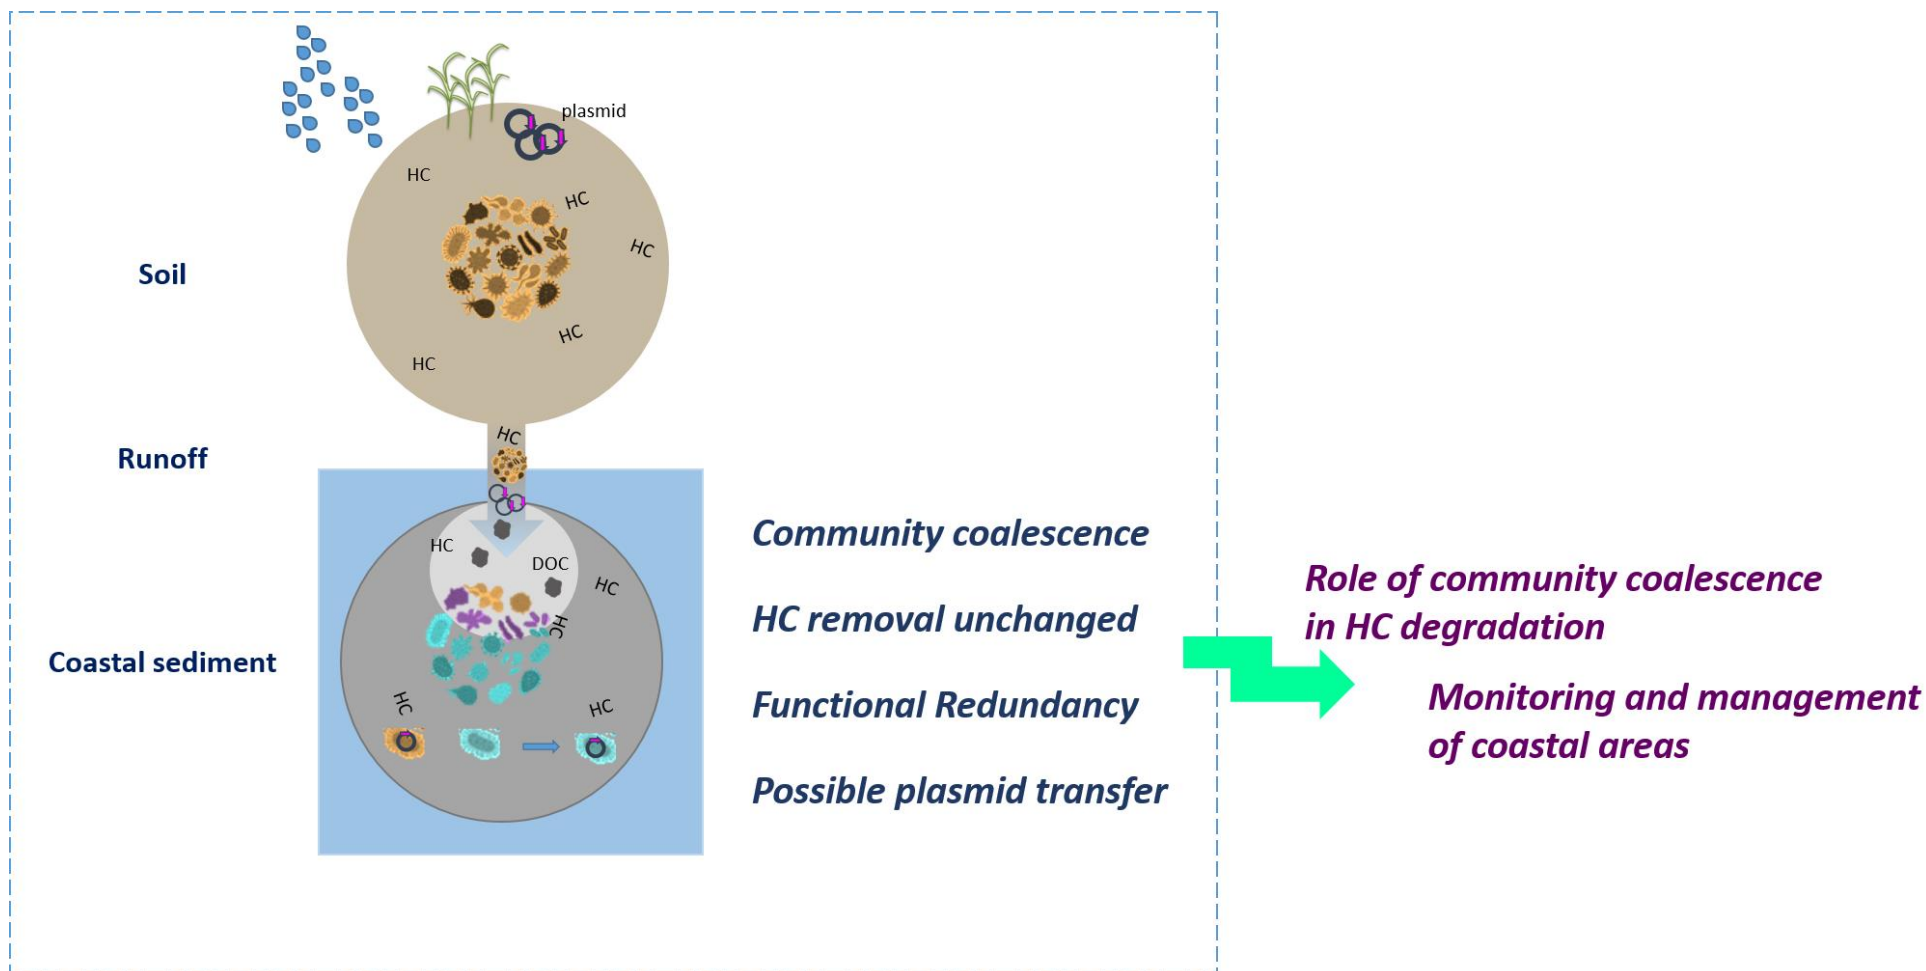 plasmid
HC
HC
HC
Soil
HC
HC
HC
Runoff
Community coalescence
HC
DOC
HC
Role of community coalescence
in HC degradation
HC removal unchanged
HC
Coastal sediment
Monitoring and management
of coastal areas
HC
HC
Functional Redundancy
Possible plasmid transfer